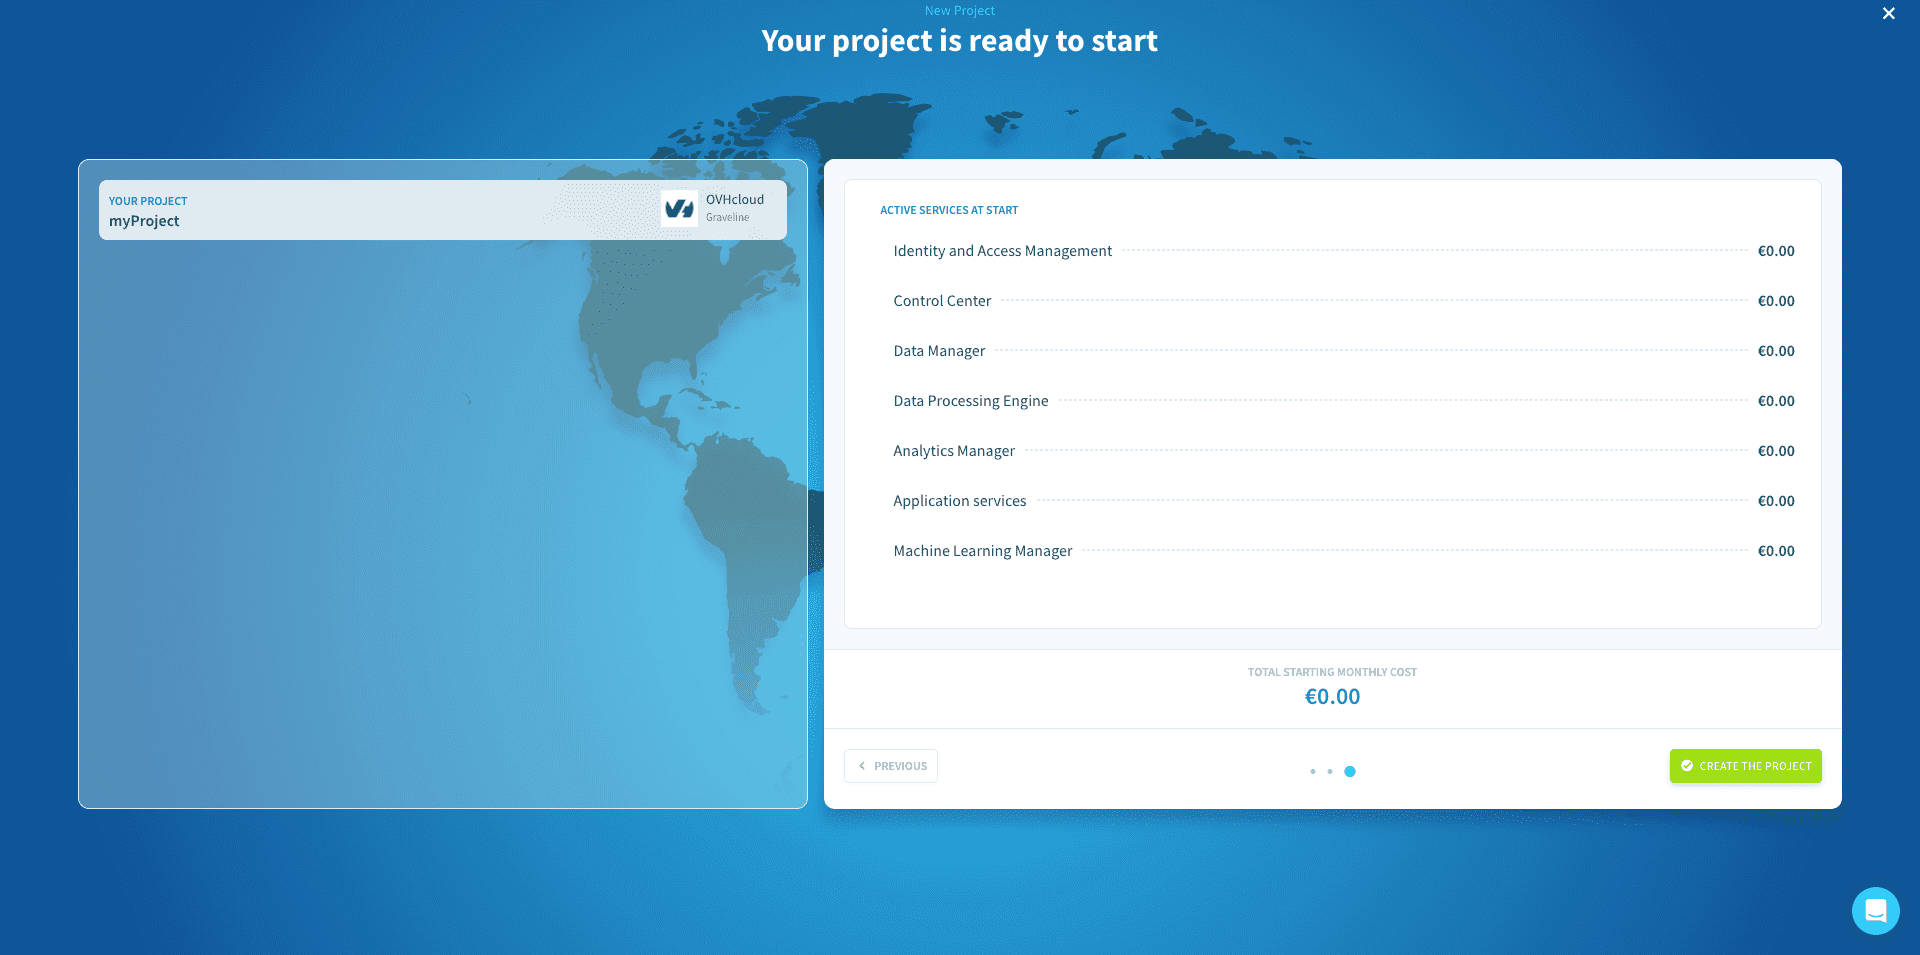 New Project
Your project is ready to start
YOUR PROJECT
myProject
OVHcloud
Graveline
ACTIVE SERVICES AT START
Identity and Access Management €0.00
Control Center €0.00
Data Manager €0.00
Data Processing Engine €0.00
Analytics Manager €0.00
Application services €0.00
Machine Learning Manager €0.00
TOTAL STARTING MONTHLY COST
€0.00
PREVIOUS
CREATE THE PROJECT